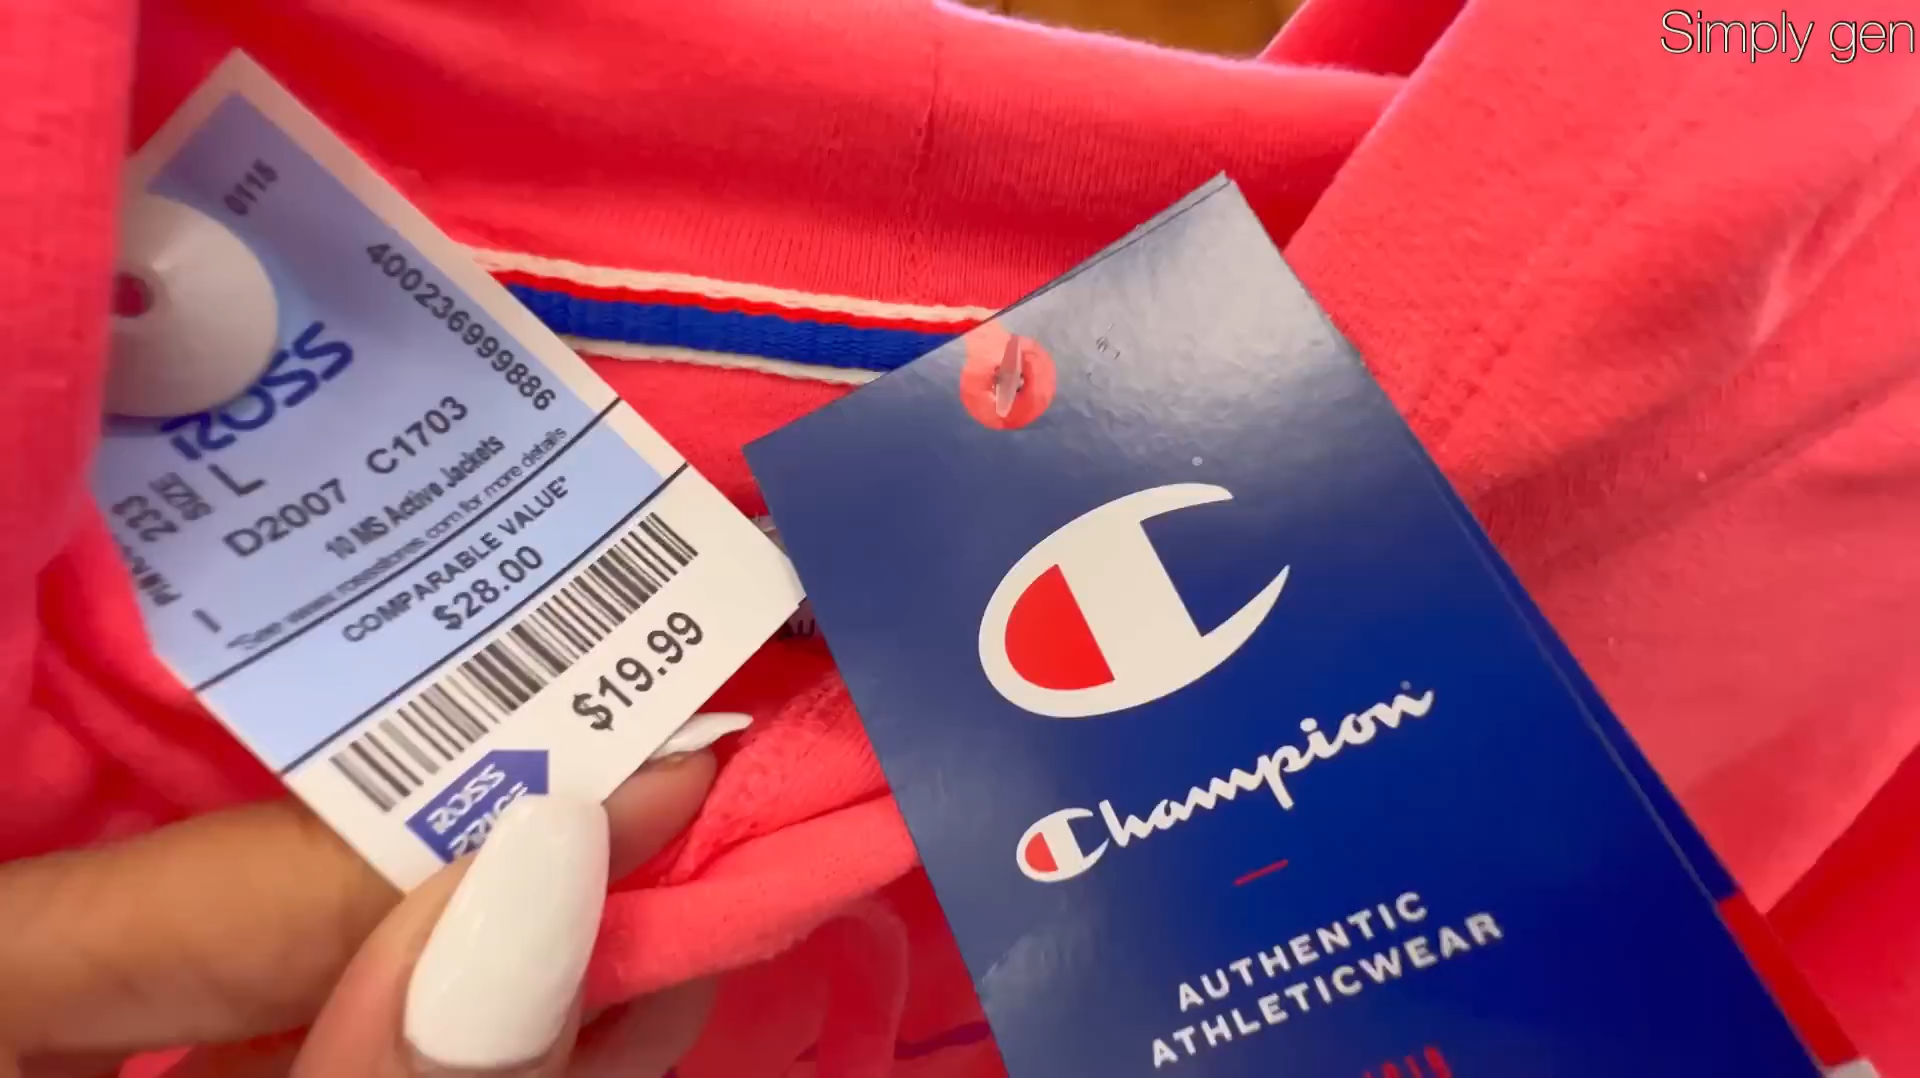 Simply gen
0115
400236999886
ROSS
233
SIZE
L
D2007 C1703
10 MS Active Jackets
*See www.rossstores.com for more details
COMPARABLE VALUE*
$28.00
$19.99
ROSS
Champion
AUTHENTIC
ATHLETICWEAR